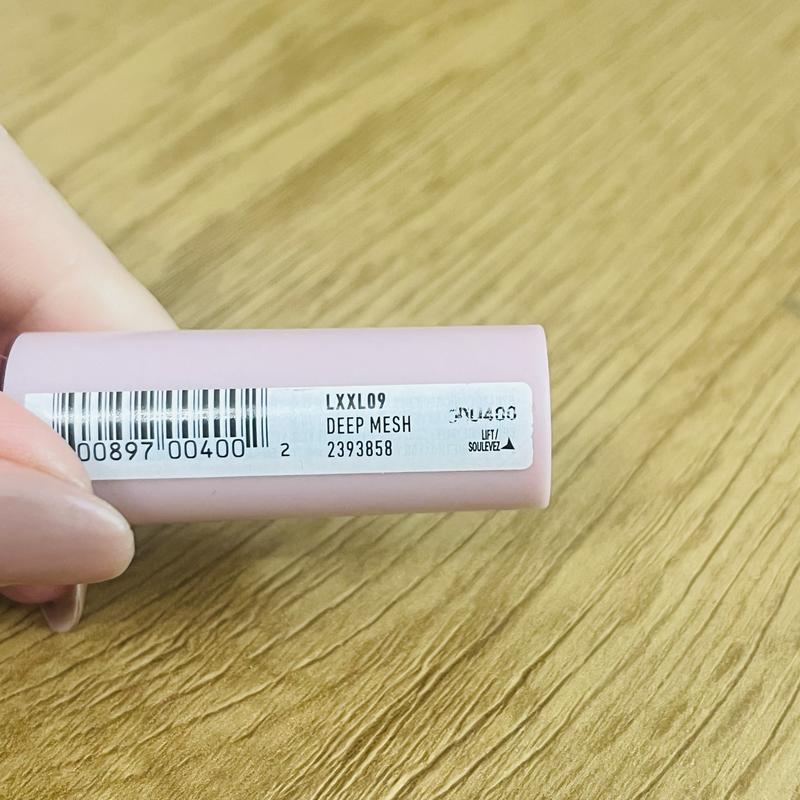 00897 00400 2
LXXL09
DEEP MESH
2393858
LIFT/
SOULEVEZ